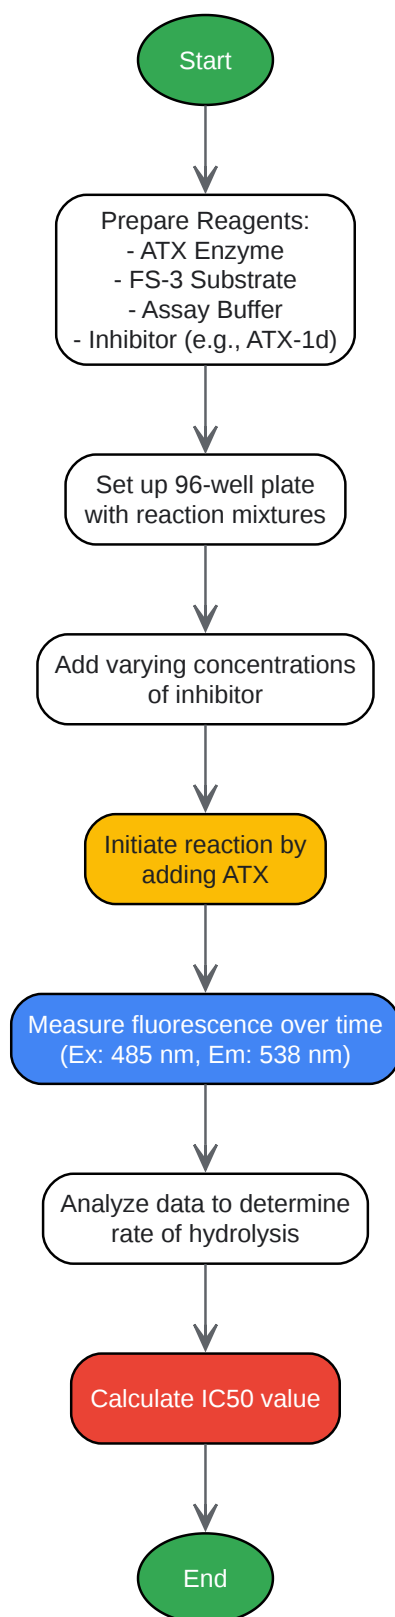 Start
Prepare Reagents:
- ATX Enzyme
- FS-3 Substrate
- Assay Buffer
- Inhibitor (e.g., ATX-1d)
Set up 96-well plate
with reaction mixtures
Add varying concentrations
of inhibitor
Initiate reaction by
adding ATX
Measure fluorescence over time
(Ex: 485 nm, Em: 538 nm)
Analyze data to determine
rate of hydrolysis
Calculate IC50 value
End